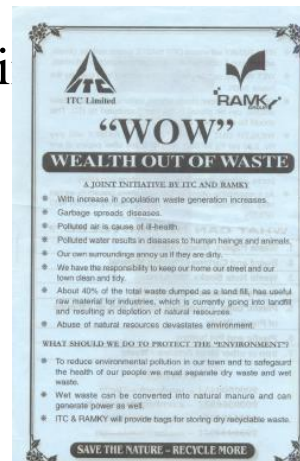 i
ITC
ITC Limited
RAMKY
GROUP
“WOW”
WEALTH OUT OF WASTE
A JOINT INITIATIVE BY ITC AND RAMKY
With increase in population waste generation increases.
Garbage spreads diseases.
Polluted air is cause of ill-health.
Polluted water results in diseases to human heings and animals.
Our own surroundings annoy us if they are dirty.
We have the responsibility to keep our home our street and our
town clean and tidy.
About 40% of the total waste dumped as a land fill, has useful
raw material for industries, which is currently going into landfill
and resulting in depletion of natural resources.
Abuse of natural resources devastates environment.
WHAT SHOULD WE DO TO PROTECT THE “ENVIRONMENT”?
To reduce environmental pollution in our town and to safegaurd
the health of our people we must separate dry waste and wet
waste.
Wet waste can be converted into natural manure and can
generate power as well.
ITC & RAMKY will provide bags for storing dry recyclable waste.
SAVE THE NATURE – RECYCLE MORE